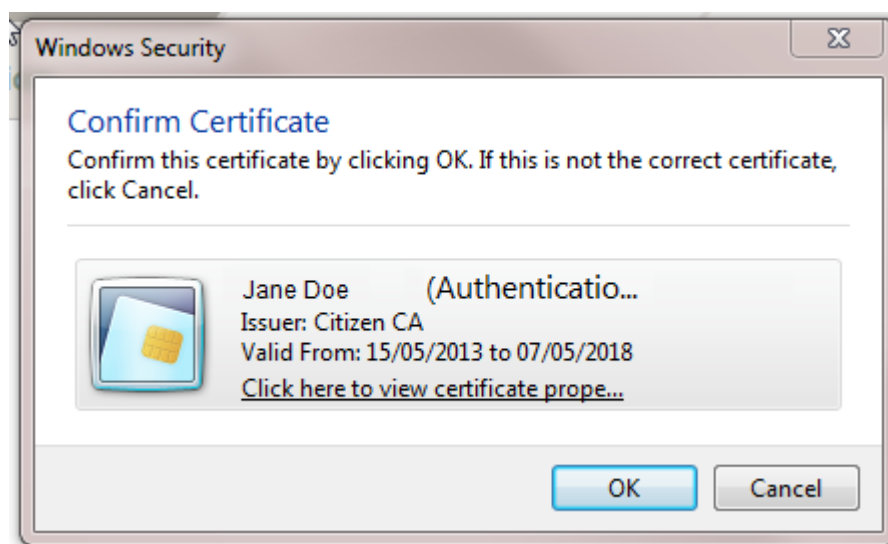 Windows Security
Confirm Certificate
Confirm this certificate by clicking OK. If this is not the correct certificate,
click Cancel.
Jane Doe (Authenticatio...
Issuer: Citizen CA
Valid From: 15/05/2013 to 07/05/2018
Click here to view certificate prope...
OK Cancel